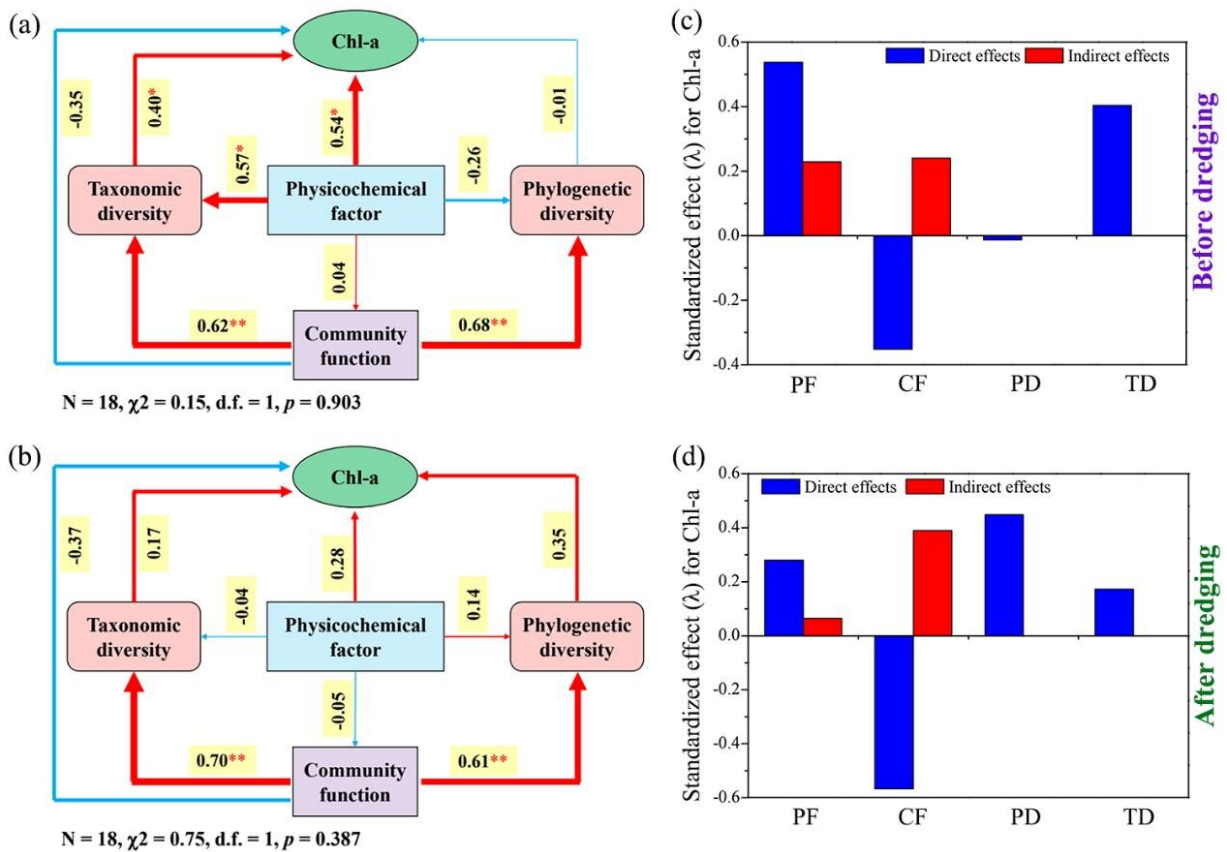 (a)
Chl-a
-0.35
0.40*
0.54*
-0.01
0.57*
-0.26
Taxonomic
diversity
Physicochemical
factor
Phylogenetic
diversity
0.04
0.62**
0.68**
Community
function
N = 18, χ2 = 0.15, d.f. = 1, p = 0.903
(b)
Chl-a
-0.37
0.17
0.28
0.35
-0.04
0.14
Taxonomic
diversity
Physicochemical
factor
Phylogenetic
diversity
-0.05
0.70**
0.61**
Community
function
N = 18, χ2 = 0.75, d.f. = 1, p = 0.387
(c)
Standardized effect (λ) for Chl-a
0.6
0.4
0.2
0.0
-0.2
-0.4
Direct effects
Indirect effects
PF
CF
PD
TD
Before dredging
(d)
Standardized effect (λ) for Chl-a
0.6
0.4
0.2
0.0
-0.2
-0.4
-0.6
Direct effects
Indirect effects
PF
CF
PD
TD
After dredging